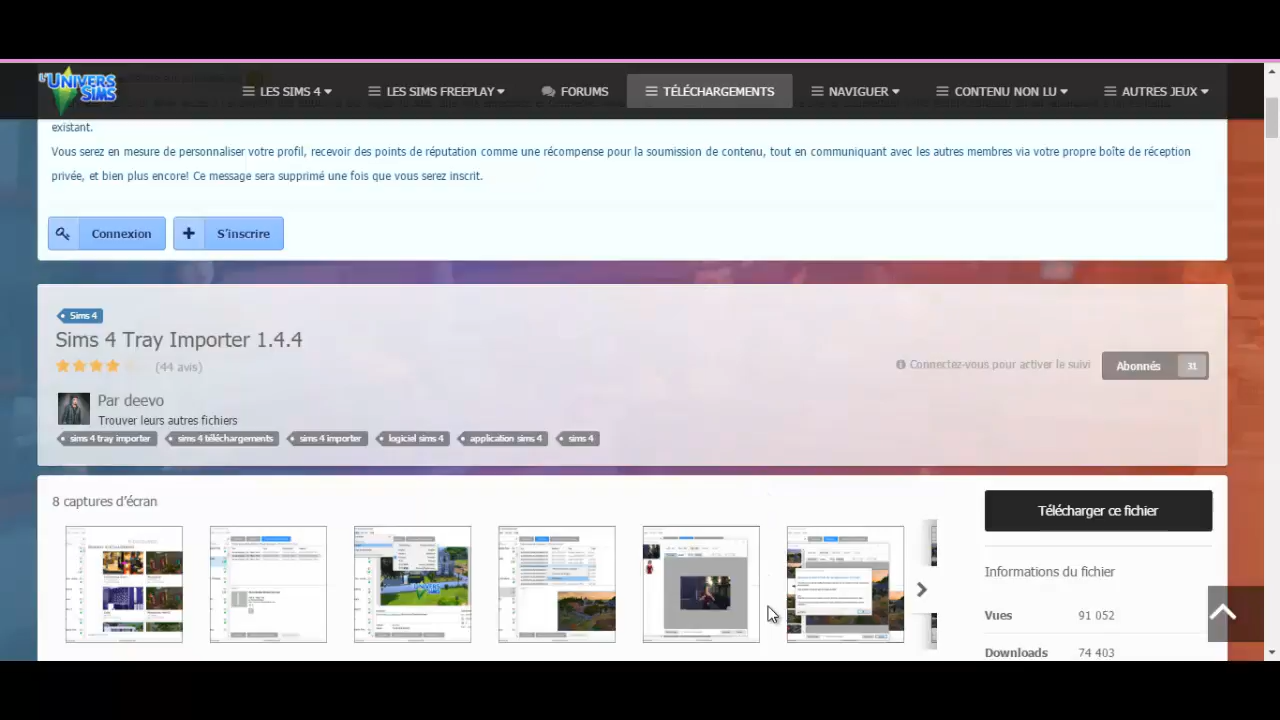 L'UNIVERS SIMS
LES SIMS 4 LES SIMS FREEPLAY FORUMS TÉLÉCHARGEMENTS NAVIGUER CONTENU NON LU AUTRES JEUX
existant.
Vous serez en mesure de personnaliser votre profil, recevoir des points de réputation comme une récompense pour la soumission de contenu, tout en communiquant avec les autres membres via votre propre boîte de réception
privée, et bien plus encore! Ce message sera supprimé une fois que vous serez inscrit.
Connexion S'inscrire
Sims 4
Sims 4 Tray Importer 1.4.4
(44 avis)
Connectez-vous pour activer le suivi Abonnés 31
Par deevo
Trouver leurs autres fichiers
sims 4 tray importer sims 4 téléchargements sims 4 importer logiciel sims 4 application sims 4 sims 4
8 captures d'écran
Télécharger ce fichier
Informations du fichier
Vues 91 052
Downloads 74 403